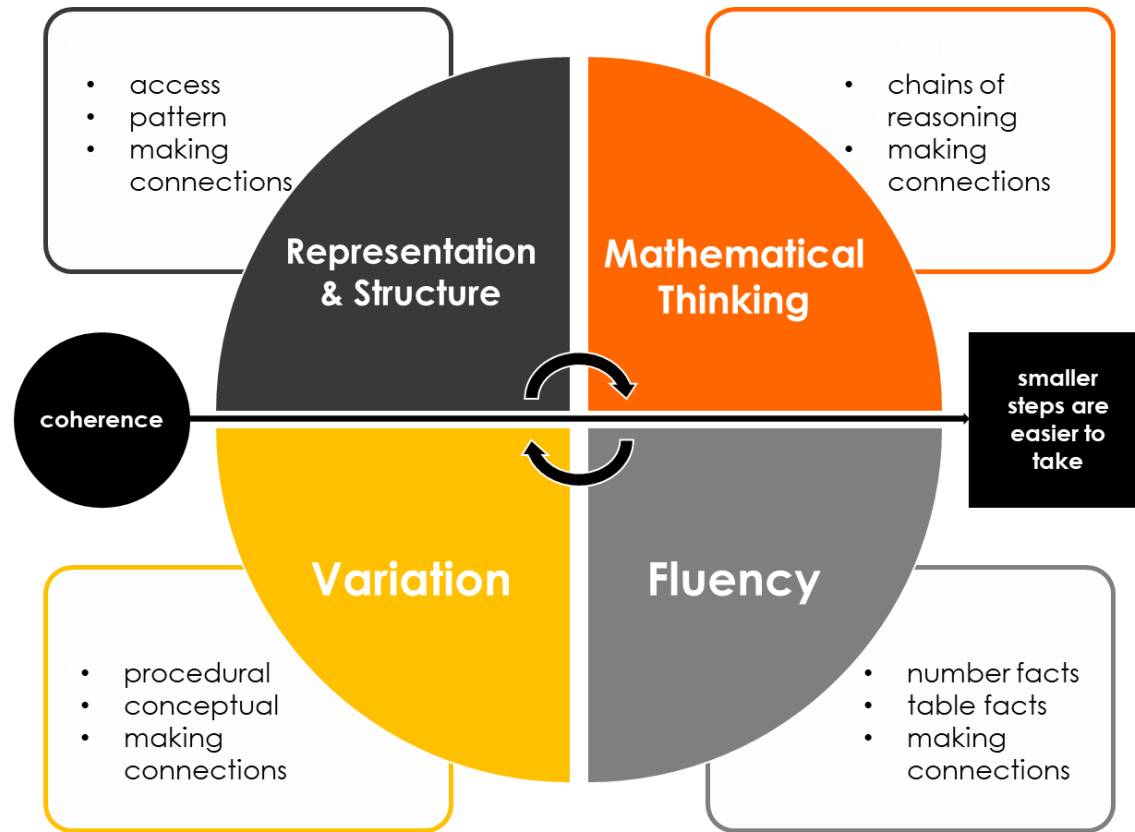 • access
• pattern
• making
connections
• chains of
reasoning
• making
connections
Representation
& Structure
Mathematical
Thinking
coherence
smaller
steps are
easier to
take
Variation
Fluency
• procedural
• conceptual
• making
connections
• number facts
• table facts
• making
connections